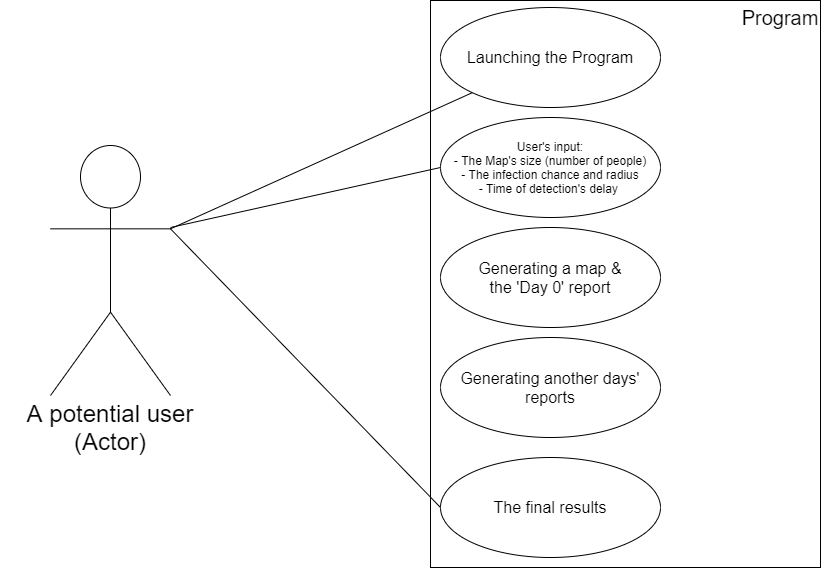 Program
Launching the Program
User's input:
- The Map's size (number of people)
- The infection chance and radius
- Time of detection's delay
Generating a map &
the 'Day 0' report
Generating another days'
reports
A potential user
(Actor)
The final results